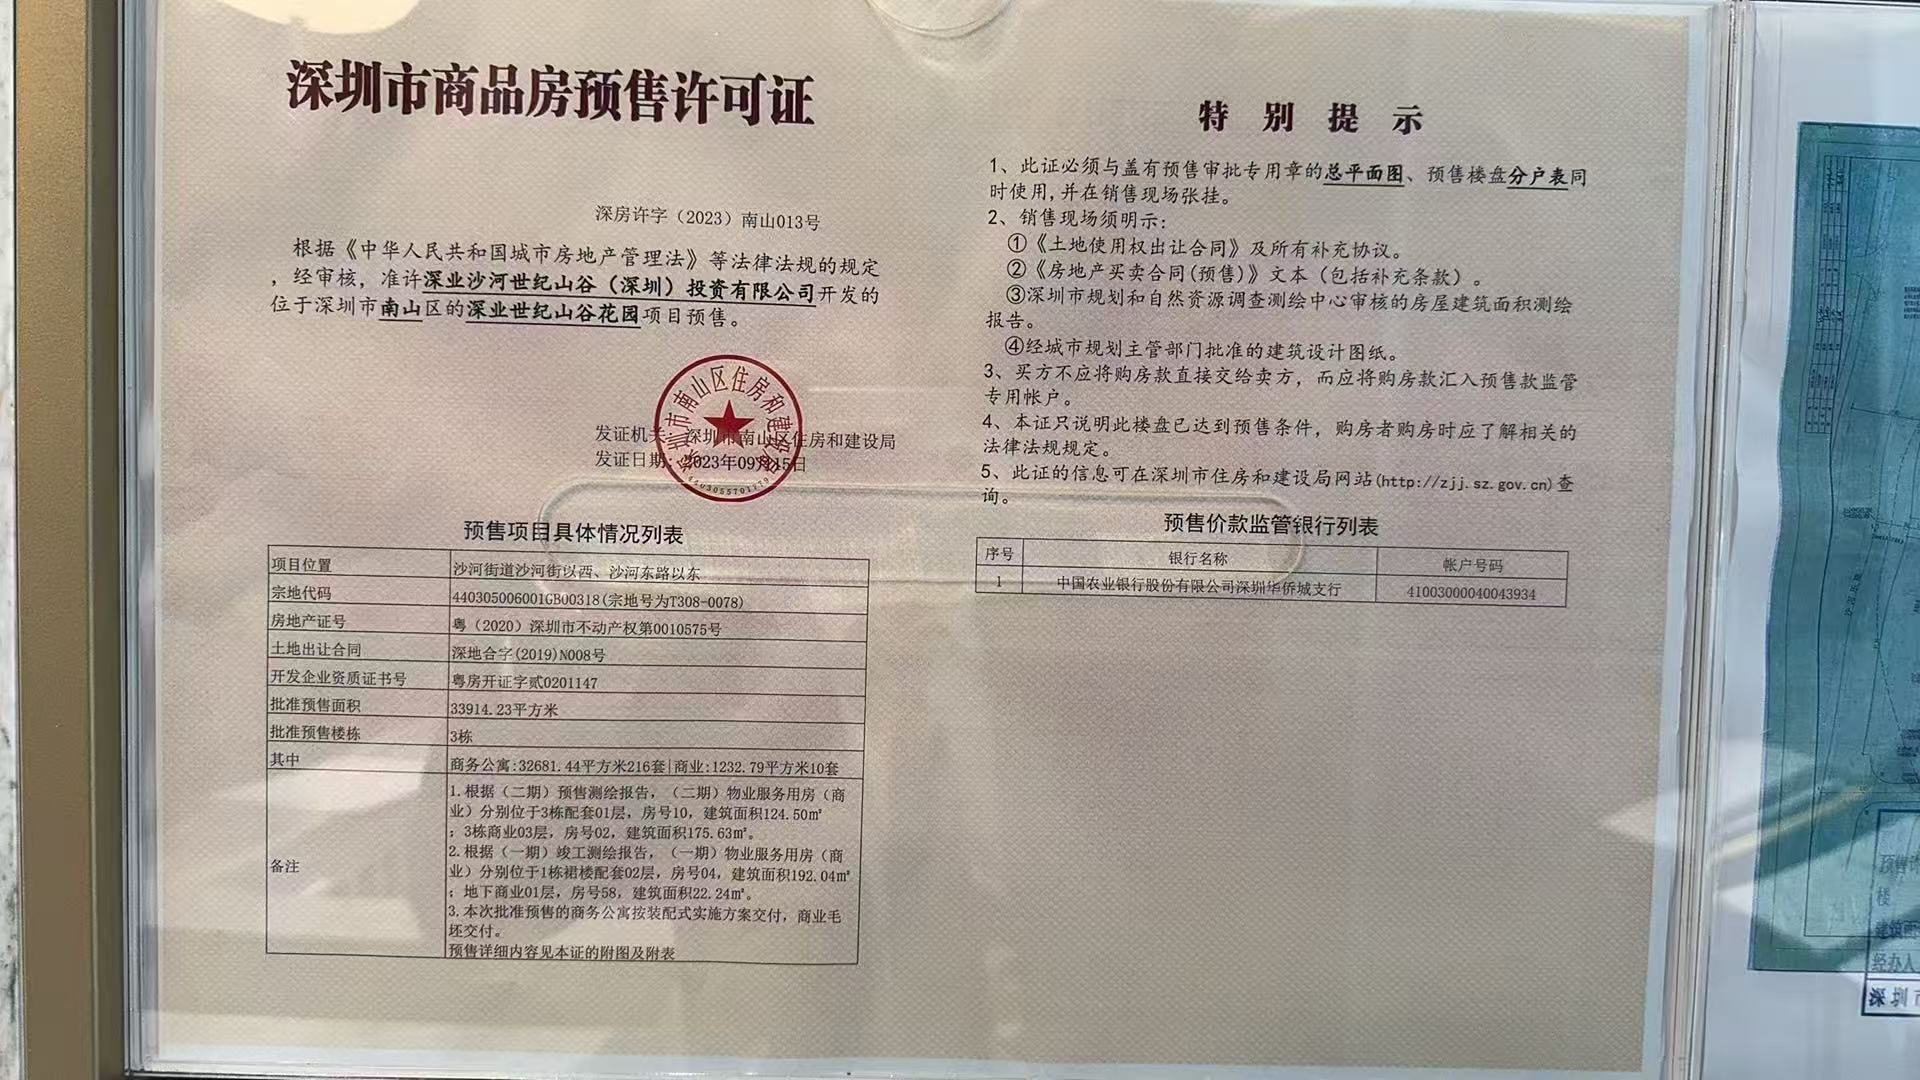 深圳市商品房预售许可证
深房许字（2023）南山013号
根据《中华人民共和国城市房地产管理法》等法律法规的规定
，经审核，准许深业沙河世纪山谷（深圳）投资有限公司开发的
位于深圳市南山区的深业世纪山谷花园项目预售。
发证机关：深圳市南山区住房和建设局
发证日期：2023年09月15日
深圳市南山区住房和建设局
预售项目具体情况列表
项目位置 沙河街道沙河街以西、沙河东路以东
宗地代码 440305006001GB00318(宗地号为T308-0078)
房地产证号 粤（2020）深圳市不动产权第0010575号
土地出让合同 深地合字(2019)N008号
开发企业资质证书号 粤房开证字贰0201147
批准预售面积 33914.23平方米
批准预售楼栋 3栋
其中 商务公寓:32681.44平方米216套|商业:1232.79平方米10套
备注
1.根据（二期）预售测绘报告，（二期）物业服务用房（商
业）分别位于3栋配套01层，房号10，建筑面积124.50㎡
；3栋商业03层，房号02，建筑面积175.63㎡。
2.根据（一期）竣工测绘报告，（一期）物业服务用房（商
业）分别位于1栋裙楼配套02层，房号04，建筑面积192.04㎡
；地下商业01层，房号58，建筑面积22.24㎡。
3.本次批准预售的商务公寓按装配式实施方案交付，商业毛
坯交付。
预售详细内容见本证的附图及附表
特别提示
1、此证必须与盖有预售审批专用章的总平面图、预售楼盘分户表同
时使用,并在销售现场张挂。
2、销售现场须明示：
①《土地使用权出让合同》及所有补充协议。
②《房地产买卖合同(预售)》文本（包括补充条款）。
③深圳市规划和自然资源调查测绘中心审核的房屋建筑面积测绘
报告。
④经城市规划主管部门批准的建筑设计图纸。
3、买方不应将购房款直接交给卖方，而应将购房款汇入预售款监管
专用帐户。
4、本证只说明此楼盘已达到预售条件，购房者购房时应了解相关的
法律法规规定。
5、此证的信息可在深圳市住房和建设局网站(http://zjj.sz.gov.cn)查
询。
预售价款监管银行列表
序号 银行名称 帐户号码
1 中国农业银行股份有限公司深圳华侨城支行 41003000040043934
预售
楼
建筑面
经办人
深圳市